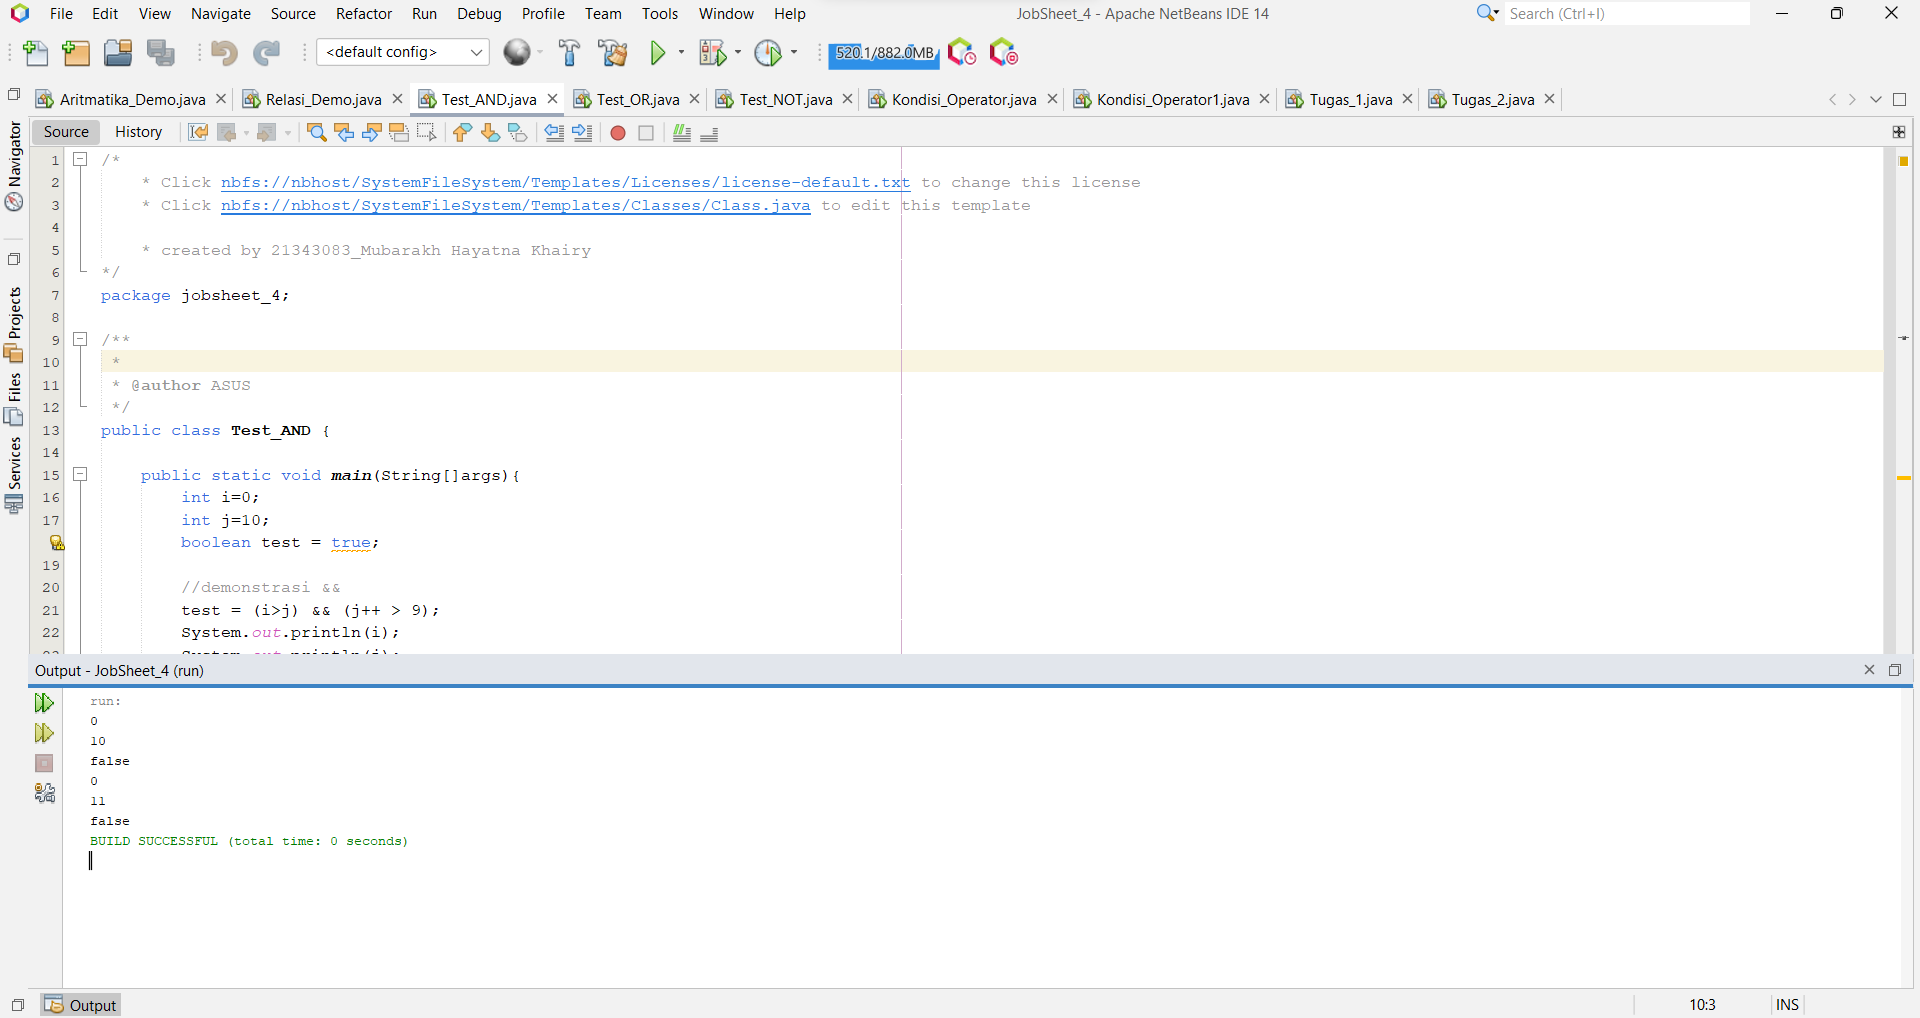 File Edit View Navigate Source Refactor Run Debug Profile Team Tools Window Help JobSheet_4 - Apache NetBeans IDE 14 Search (Ctrl+I)
<default config> 520.1/882.0MB
Aritmatika_Demo.java Relasi_Demo.java Test_AND.java Test_OR.java Test_NOT.java Kondisi_Operator.java Kondisi_Operator1.java Tugas_1.java Tugas_2.java
Source History
Navigator
Projects
Files
Services
1 /*
2 * Click nbfs://nbhost/SystemFileSystem/Templates/Licenses/license-default.txt to change this license
3 * Click nbfs://nbhost/SystemFileSystem/Templates/Classes/Class.java to edit this template
4
5 * created by 21343083_Mubarakh Hayatna Khairy
6 */
7 package jobsheet_4;
8
9 /**
10 *
11 * @author ASUS
12 */
13 public class Test_AND {
14
15 public static void main(String[]args){
16 int i=0;
17 int j=10;
boolean test = true;
19
20 //demonstrasi &&
21 test = (i>j) && (j++ > 9);
22 System.out.println(i);
Output - JobSheet_4 (run)
run:
0
10
false
0
11
false
BUILD SUCCESSFUL (total time: 0 seconds)
Output 10:3 INS